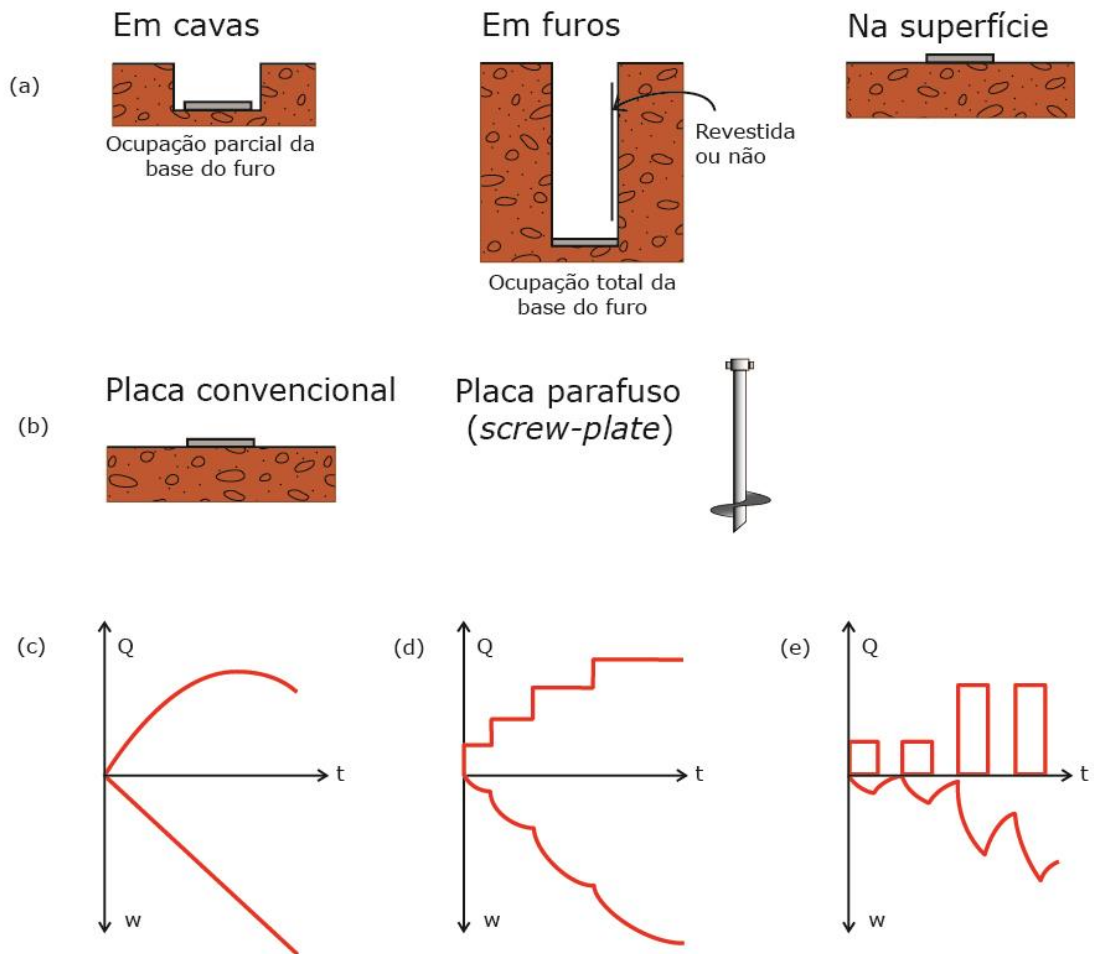 Em cavas
Em furos
Na superfície
(a)
Revestida
ou não
Ocupação parcial da
base do furo
Ocupação total da
base do furo
Placa convencional
Placa parafuso
(screw-plate)
(b)
(c)
Q
t
w
(d)
Q
t
w
(e)
Q
t
w